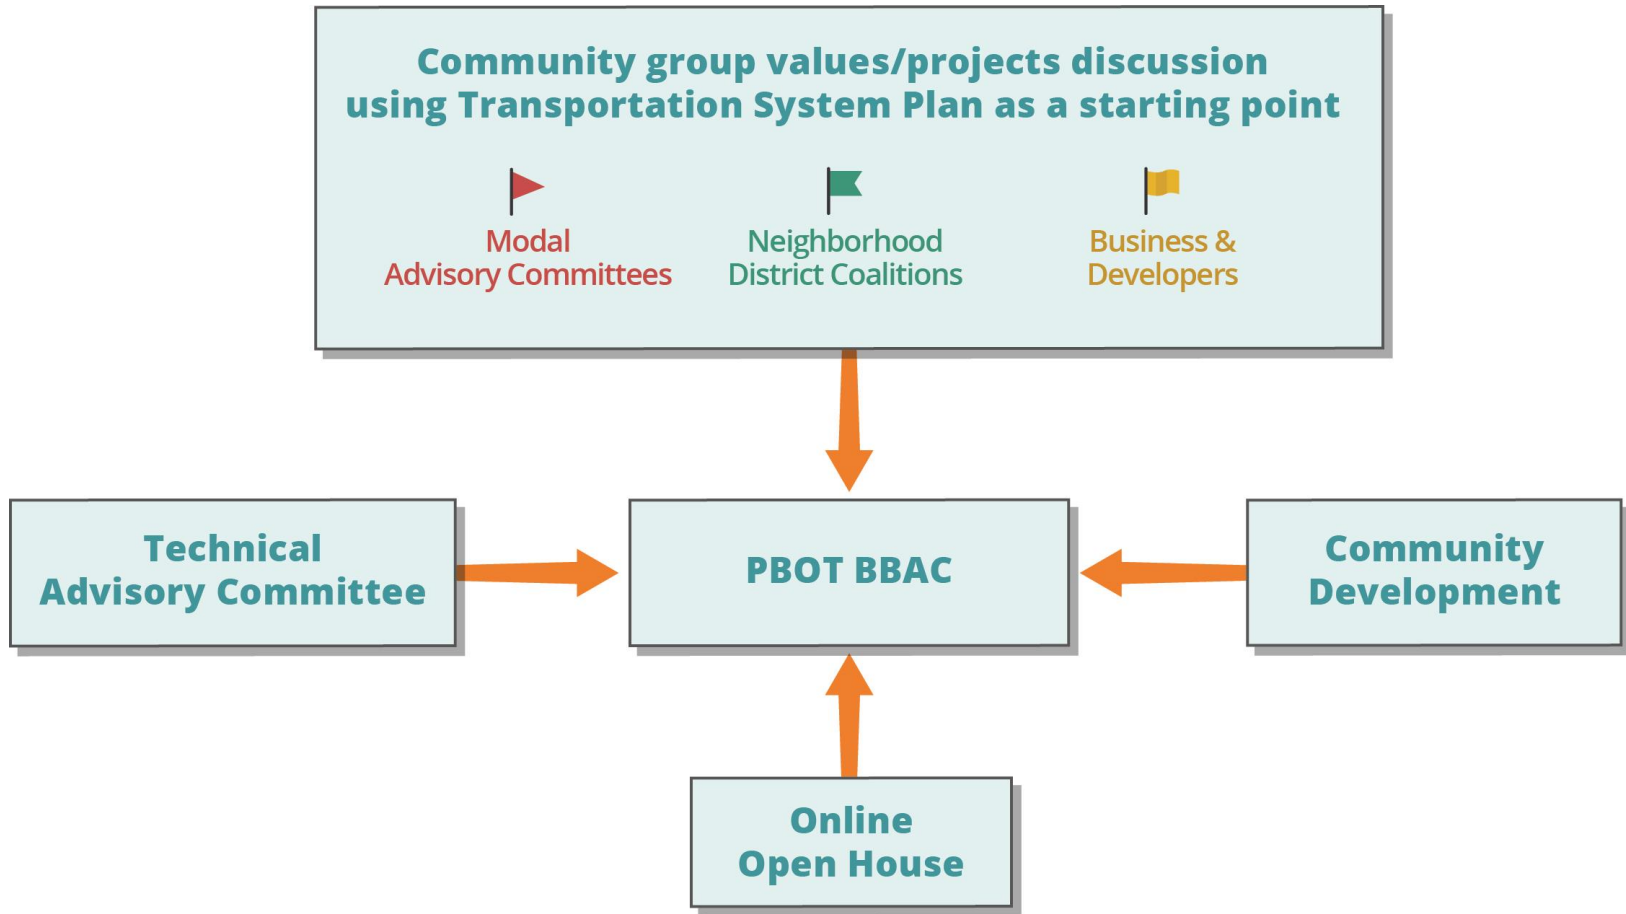 Community group values/projects discussion
using Transportation System Plan as a starting point
Modal
Advisory Committees
Neighborhood
District Coalitions
Business &
Developers
Technical
Advisory Committee
PBOT BBAC
Community
Development
Online
Open House